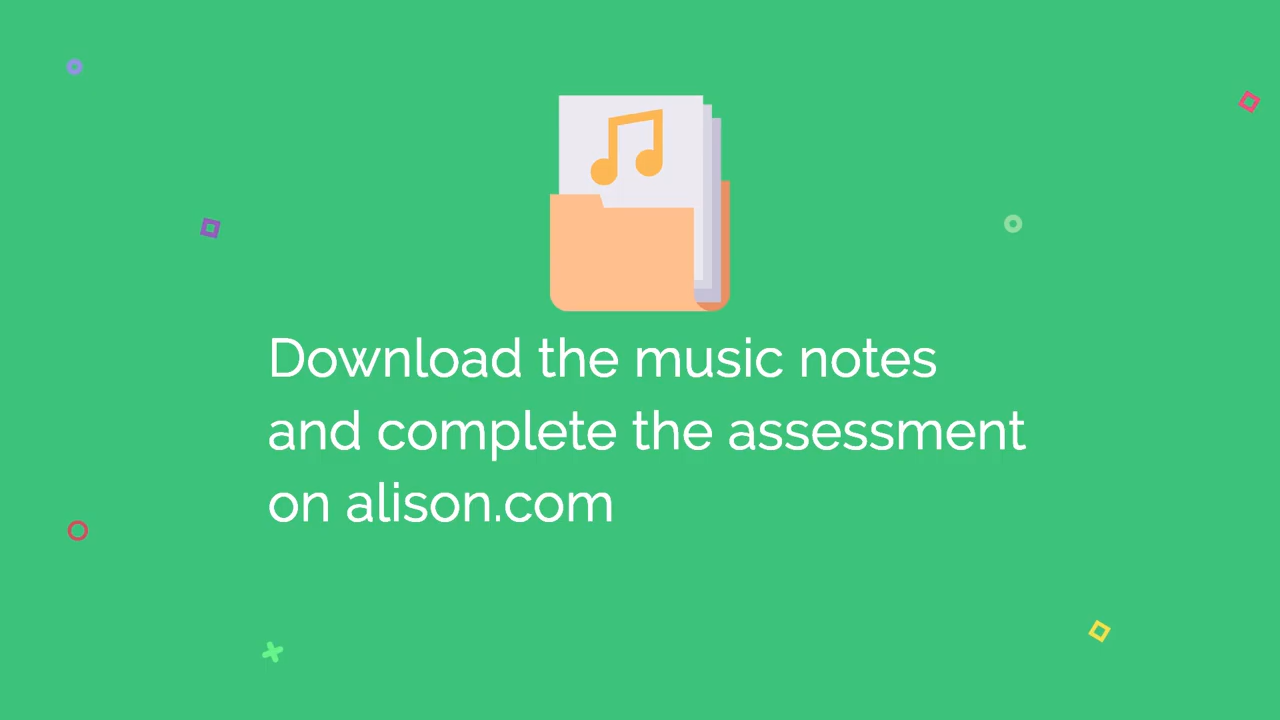 Download the music notes
and complete the assessment
on alison.com